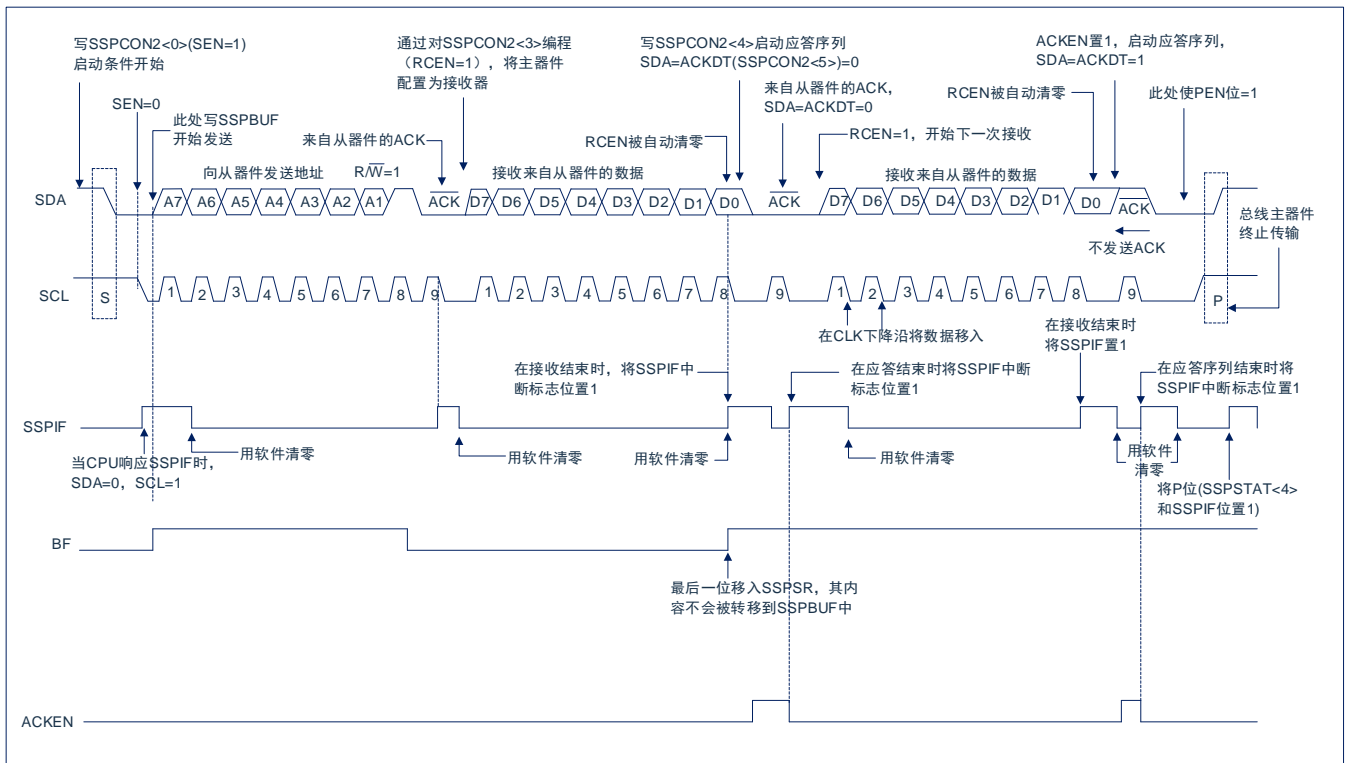 写SSPCON2<0>(SEN=1)
启动条件开始
SEN=0
此处写SSPBUF
开始发送
通过对SSPCON2<3>编程
（RCEN=1），将主器件
配置为接收器
来自从器件的ACK
写SSPCON2<4>启动应答序列
SDA=ACKDT(SSPCON2<5>)=0
来自从器件的ACK，
SDA=ACKDT=0
RCEN被自动清零
RCEN=1，开始下一次接收
ACKEN置1，启动应答序列，
SDA=ACKDT=1
RCEN被自动清零
此处使PEN位=1
向从器件发送地址
R/W=1
接收来自从器件的数据
接收来自从器件的数据
SDA
A7 A6 A5 A4 A3 A2 A1 ACK D7 D6 D5 D4 D3 D2 D1 D0 ACK D7 D6 D5 D4 D3 D2 D1 D0 ACK
不发送ACK
总线主器件
终止传输
SCL
S 1 2 3 4 5 6 7 8 9 1 2 3 4 5 6 7 8 9 1 2 3 4 5 6 7 8 9 P
在CLK下降沿将数据移入
在接收结束时，将SSPIF中
断标志位置1
在应答结束时将SSPIF中断
标志位置1
在接收结束时
将SSPIF置1
在应答序列结束时将
SSPIF中断标志位置1
SSPIF
当CPU响应SSPIF时，
SDA=0，SCL=1
用软件清零
用软件清零
用软件清零
用软件清零
用软件
清零
将P位(SSPSTAT<4>
和SSPIF位置1)
BF
最后一位移入SSPSR，其内
容不会被转移到SSPBUF中
ACKEN